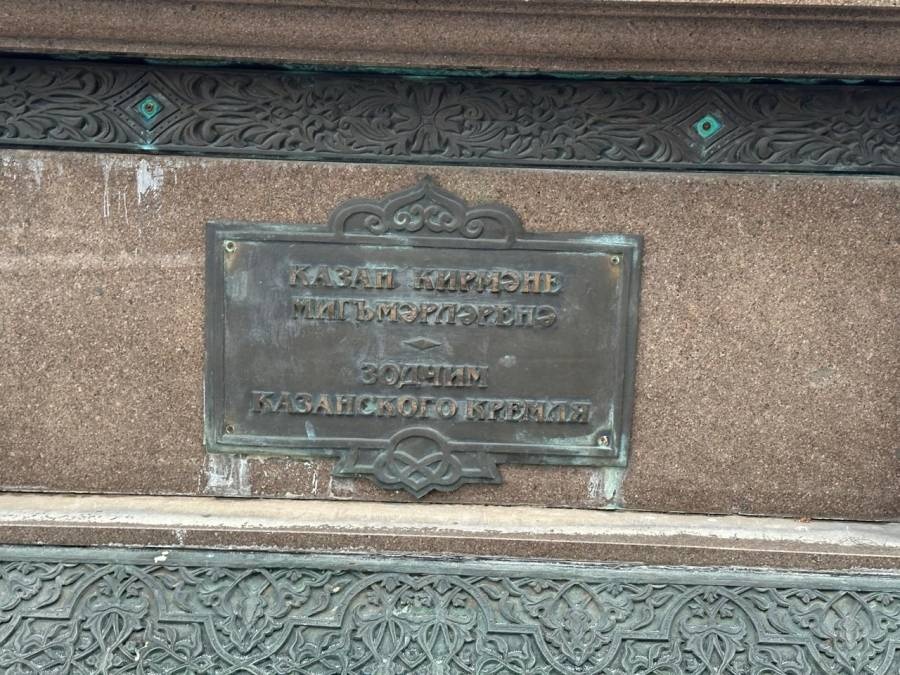 КАЗАН КИРМӘНЕ
МИГЪМӘРЛӘРЕНӘ
ЗОДЧИМ
КАЗАНСКОГО КРЕМЛЯ